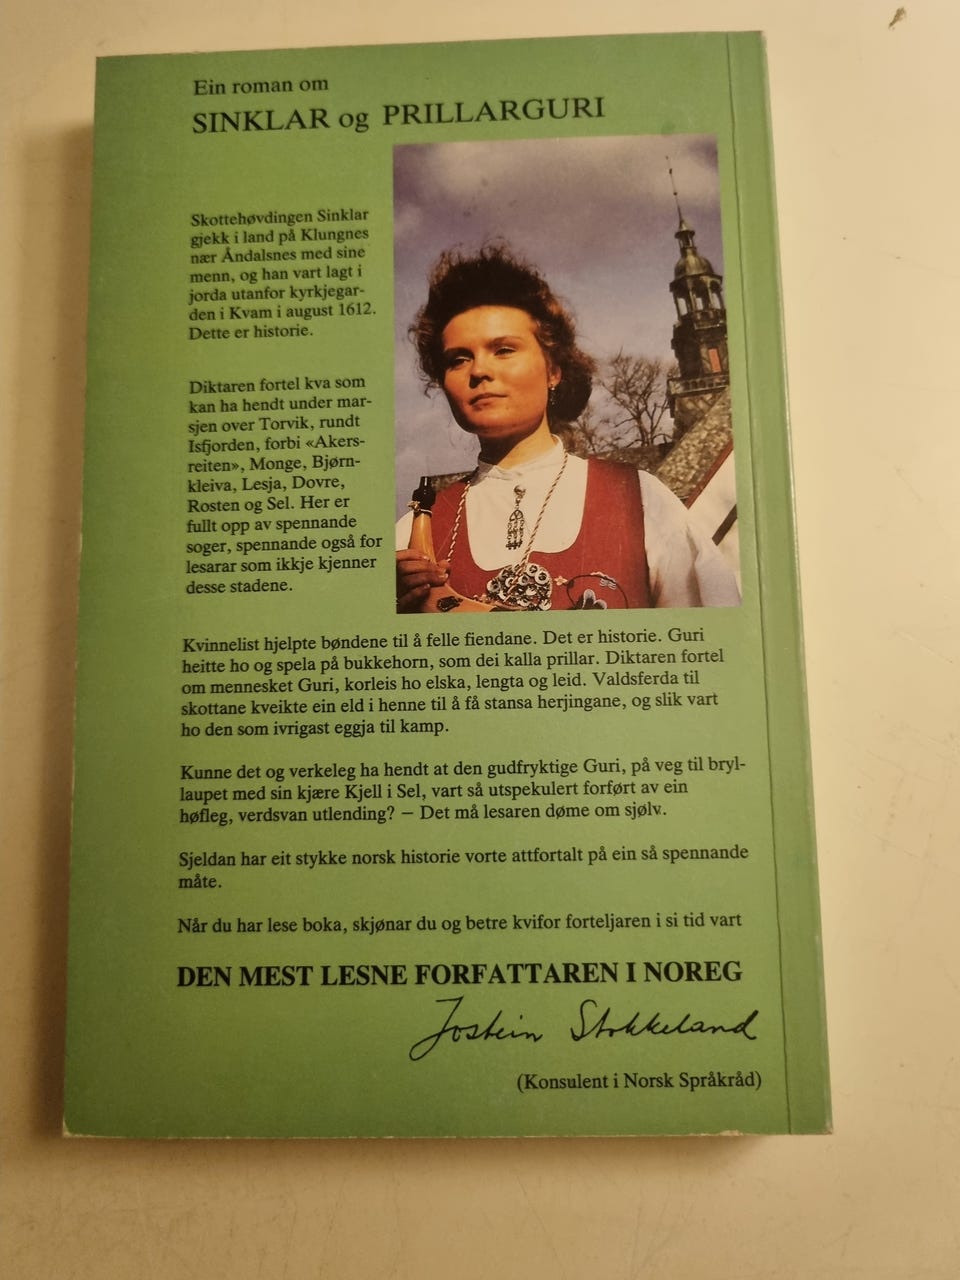 Ein roman om
SINKLAR og PRILLARGURI
Skottehøvdingen Sinklar
gjekk i land på Klungnes
nær Åndalsnes med sine
menn, og han vart lagt i
jorda utanfor kyrkjegar-
den i Kvam i august 1612.
Dette er historie.
Diktaren fortel kva som
kan ha hendt under mar-
sjen over Torvik, rundt
Isfjorden, forbi «Akers-
reiten», Monge, Bjørn-
kleiva, Lesja, Dovre,
Rosten og Sel. Her er
fullt opp av spennande
soger, spennande også for
lesarar som ikkje kjenner
desse stadene.
Kvinnelist hjelpte bøndene til å felle fiendane. Det er historie. Guri
heitte ho og spela på bukkehorn, som dei kalla prillar. Diktaren fortel
om mennesket Guri, korleis ho elska, lengta og leid. Valdsferda til
skottane kveikte ein eld i henne til å få stansa herjingane, og slik vart
ho den som ivrigast eggja til kamp.
Kunne det og verkeleg ha hendt at den gudfryktige Guri, på veg til bryl-
laupet med sin kjære Kjell i Sel, vart så utspekulert forført av ein
høfleg, verdsvan utlending? – Det må lesaren døme om sjølv.
Sjeldan har eit stykke norsk historie vorte attfortalt på ein så spennande
måte.
Når du har lese boka, skjønar du og betre kvifor forteljaren i si tid vart
DEN MEST LESNE FORFATTAREN I NOREG
Jostein Stokkeland
(Konsulent i Norsk Språkråd)